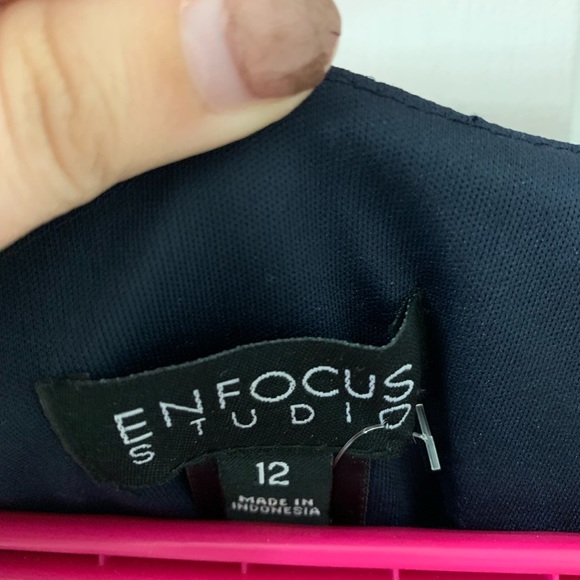 ENFOCUS
STUDIO
12
MADE IN
INDONESIA